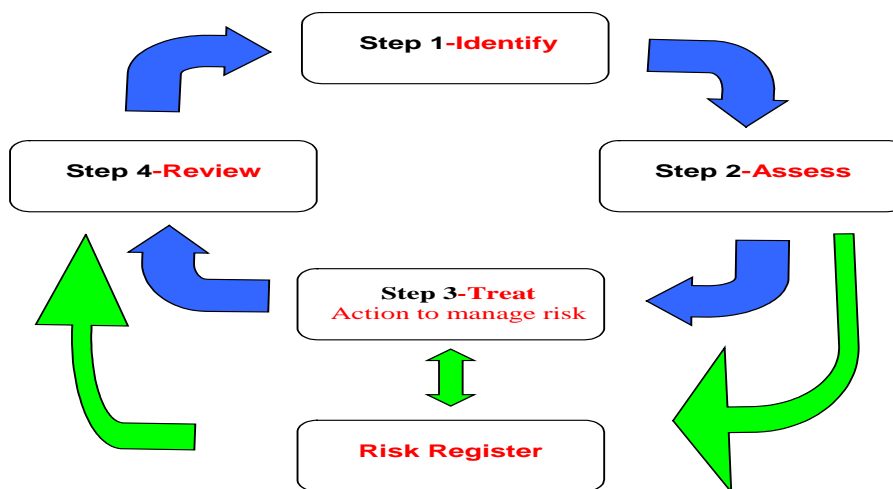 Step 1-Identify
Step 4-Review
Step 2-Assess
Step 3-Treat
Action to manage risk
Risk Register